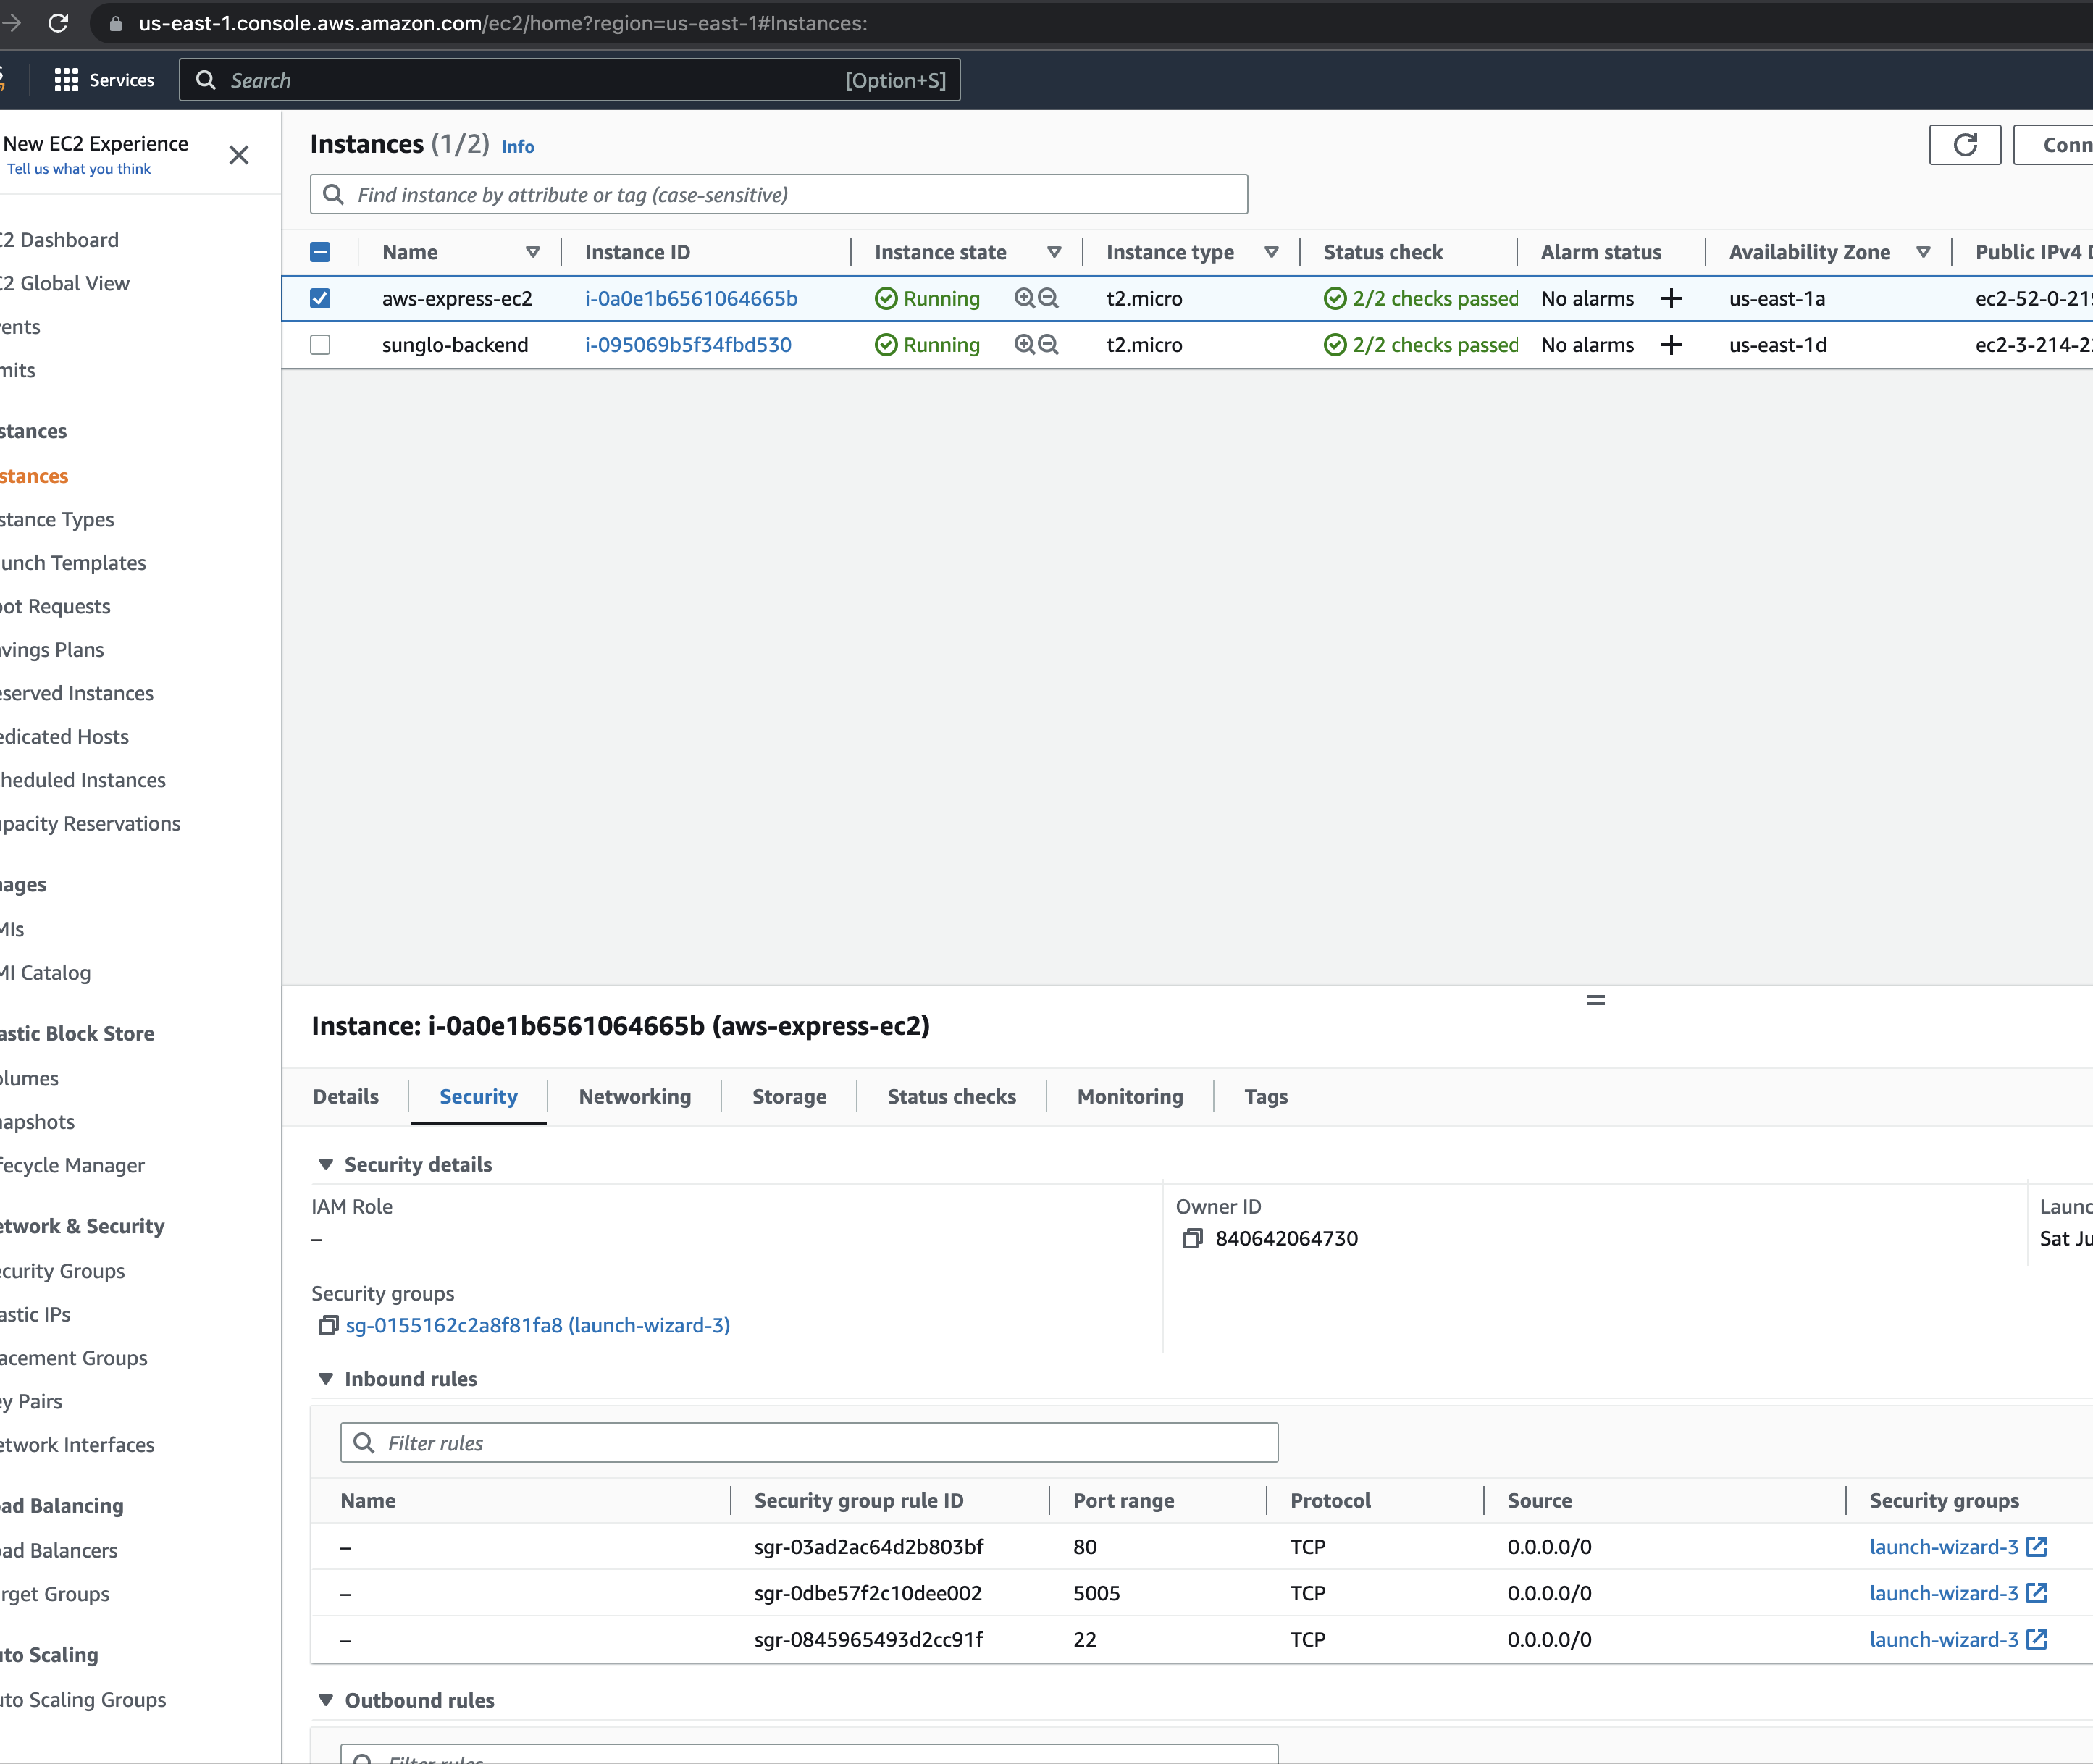 us-east-1.console.aws.amazon.com/ec2/home?region=us-east-1#Instances:
Services
Search
[Option+S]
New EC2 Experience
Tell us what you think
C2 Dashboard
C2 Global View
ents
mits
stances
stances
stance Types
unch Templates
ot Requests
vings Plans
served Instances
edicated Hosts
heduled Instances
pacity Reservations
ages
MIs
MI Catalog
astic Block Store
lumes
apshots
fecycle Manager
etwork & Security
curity Groups
astic IPs
acement Groups
y Pairs
etwork Interfaces
ad Balancing
ad Balancers
rget Groups
to Scaling
uto Scaling Groups
Instances (1/2) Info
Conn
Find instance by attribute or tag (case-sensitive)
Name Instance ID Instance state Instance type Status check Alarm status Availability Zone Public IPv4 D
aws-express-ec2 i-0a0e1b6561064665b Running t2.micro 2/2 checks passed No alarms + us-east-1a ec2-52-0-219
sunglo-backend i-095069b5f34fbd530 Running t2.micro 2/2 checks passed No alarms + us-east-1d ec2-3-214-22
Instance: i-0a0e1b6561064665b (aws-express-ec2)
Details Security Networking Storage Status checks Monitoring Tags
Security details
IAM Role Owner ID Launc
– 840642064730 Sat Ju
Security groups
sg-0155162c2a8f81fa8 (launch-wizard-3)
Inbound rules
Filter rules
Name Security group rule ID Port range Protocol Source Security groups
– sgr-03ad2ac64d2b803bf 80 TCP 0.0.0.0/0 launch-wizard-3
– sgr-0dbe57f2c10dee002 5005 TCP 0.0.0.0/0 launch-wizard-3
– sgr-0845965493d2cc91f 22 TCP 0.0.0.0/0 launch-wizard-3
Outbound rules
Filter rules